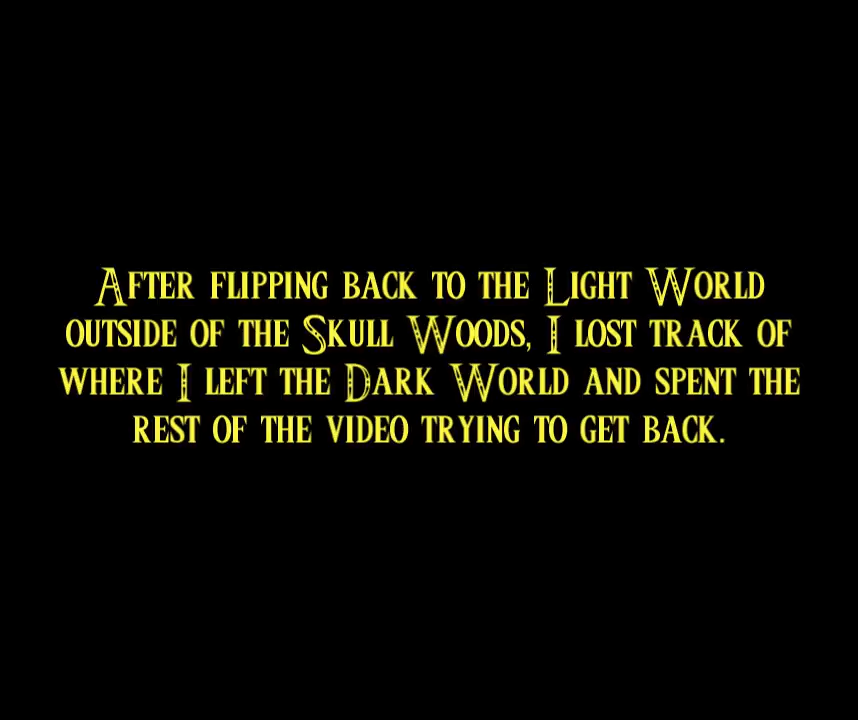 After flipping back to the Light World
outside of the Skull Woods, I lost track of
where I left the Dark World and spent the
rest of the video trying to get back.